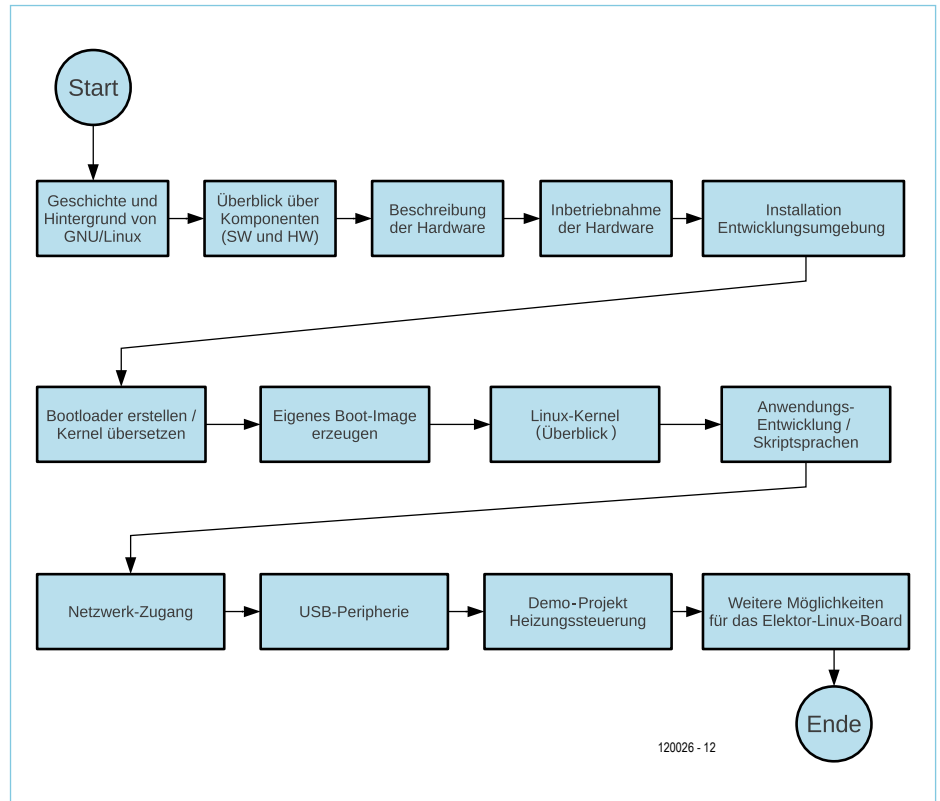 Start
Geschichte und
Hintergrund von
GNU/Linux
Überblick über
Komponenten
(SW und HW)
Beschreibung
der Hardware
Inbetriebnahme
der Hardware
Installation
Entwicklungsumgebung
Bootloader erstellen /
Kernel übersetzen
Eigenes Boot-Image
erzeugen
Linux-Kernel
(Überblick )
Anwendungs-
Entwicklung /
Skriptsprachen
Netzwerk-Zugang
USB-Peripherie
Demo-Projekt
Heizungssteuerung
Weitere Möglichkeiten
für das Elektor-Linux-Board
Ende
120026 - 12